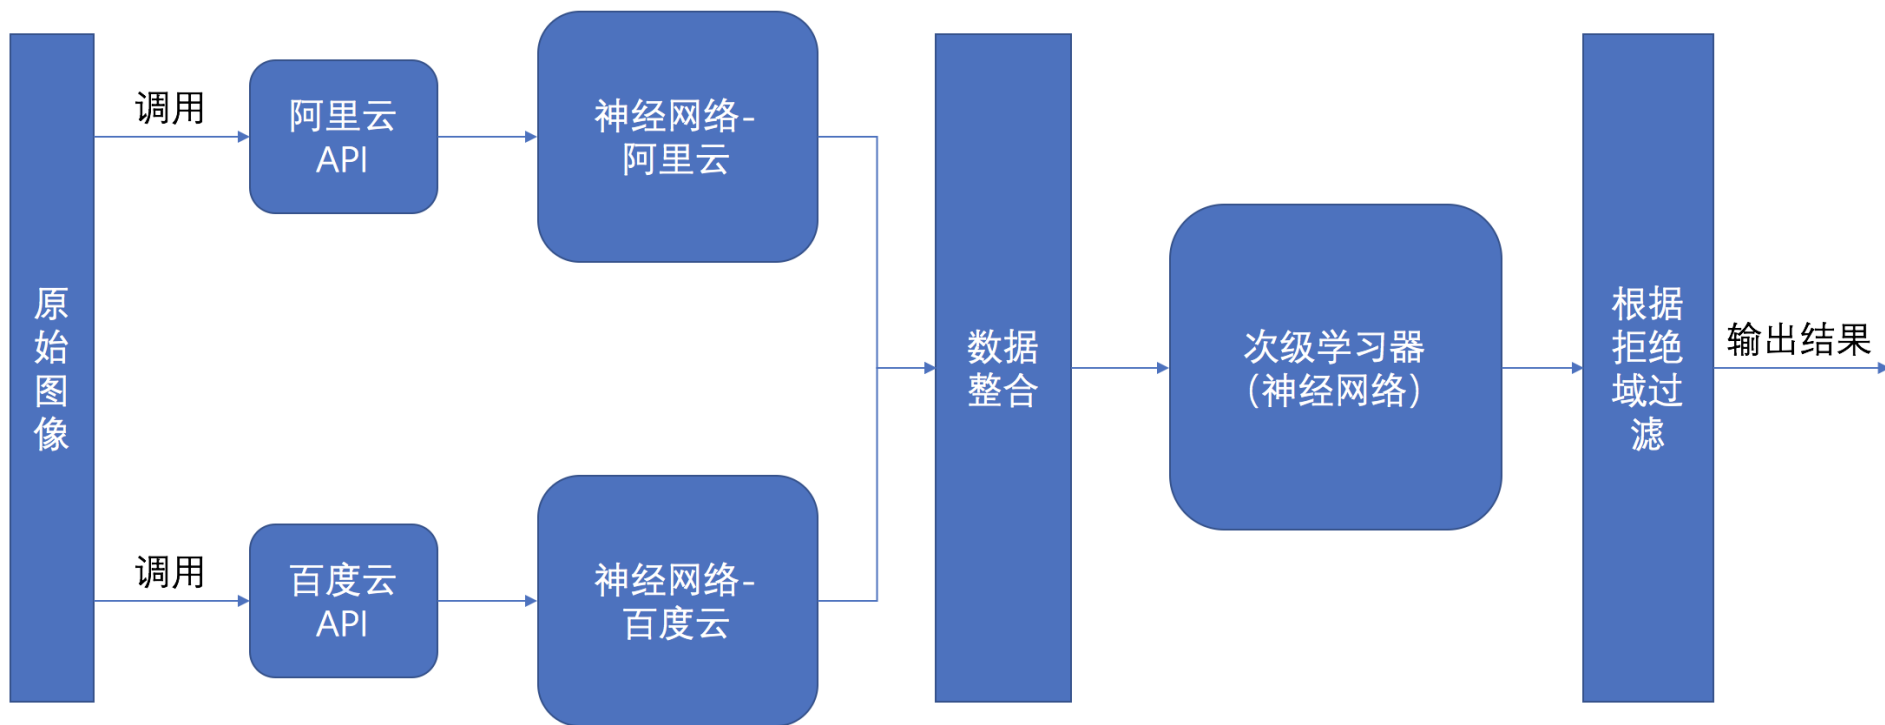 原
始
图
像
调用
阿里云
API
神经网络-
阿里云
调用
百度云
API
神经网络-
百度云
数据
整合
次级学习器
（神经网络）
根据
拒绝
域过
滤
输出结果